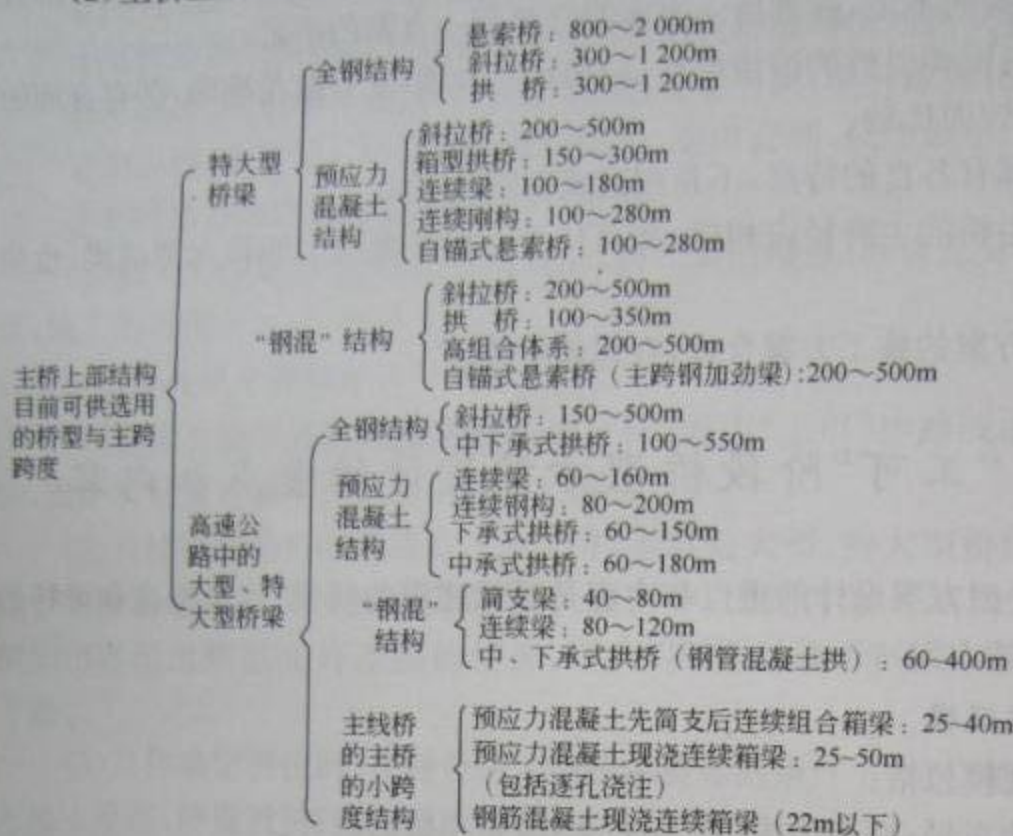 全钢结构
悬索桥：800～2 000m
斜拉桥：300～1 200m
拱 桥：300～1 200m
特大型
桥梁
预应力
混凝土
结构
斜拉桥：200～500m
箱型拱桥：150～300m
连续梁：100～180m
连续刚构：100～280m
自锚式悬索桥：100～280m
“钢混”结构
斜拉桥：200～500m
拱 桥：100～350m
高组合体系：200～500m
自锚式悬索桥（主跨钢加劲梁）:200～500m
主桥上部结构
目前可供选用
的桥型与主跨
跨度
全钢结构
斜拉桥：150～500m
中下承式拱桥：100～550m
预应力
混凝土
结构
连续梁：60～160m
连续钢构：80～200m
下承式拱桥：60～150m
中承式拱桥：60～180m
高速公
路中的
大型、特
大型桥梁
“钢混”
结构
简支梁：40～80m
连续梁：80～120m
中、下承式拱桥（钢管混凝土拱）：60~400m
主线桥
的主桥
的小跨
度结构
预应力混凝土先简支后连续组合箱梁：25~40m
预应力混凝土现浇连续箱梁：25~50m
（包括逐孔浇注）
钢筋混凝土现浇连续箱梁（22m以下）